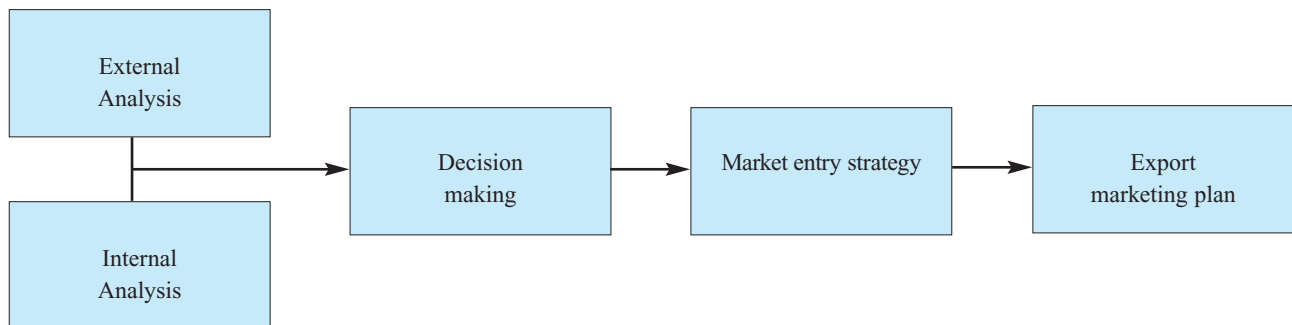 External
Analysis
Internal
Analysis
Decision
making
Market entry strategy
Export
marketing plan